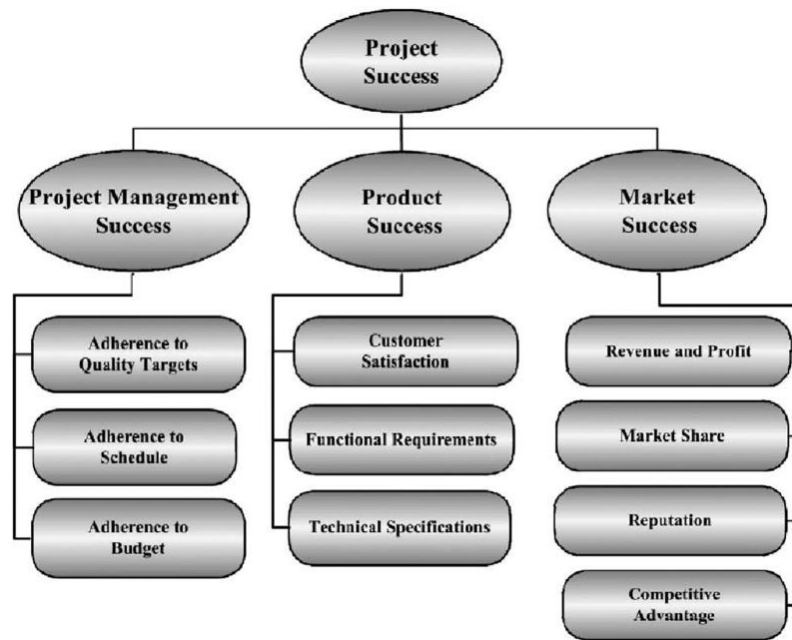 Project
Success
Project Management
Success
Product
Success
Market
Success
Adherence to
Quality Targets
Adherence to
Schedule
Adherence to
Budget
Customer
Satisfaction
Functional Requirements
Technical Specifications
Revenue and Profit
Market Share
Reputation
Competitive
Advantage